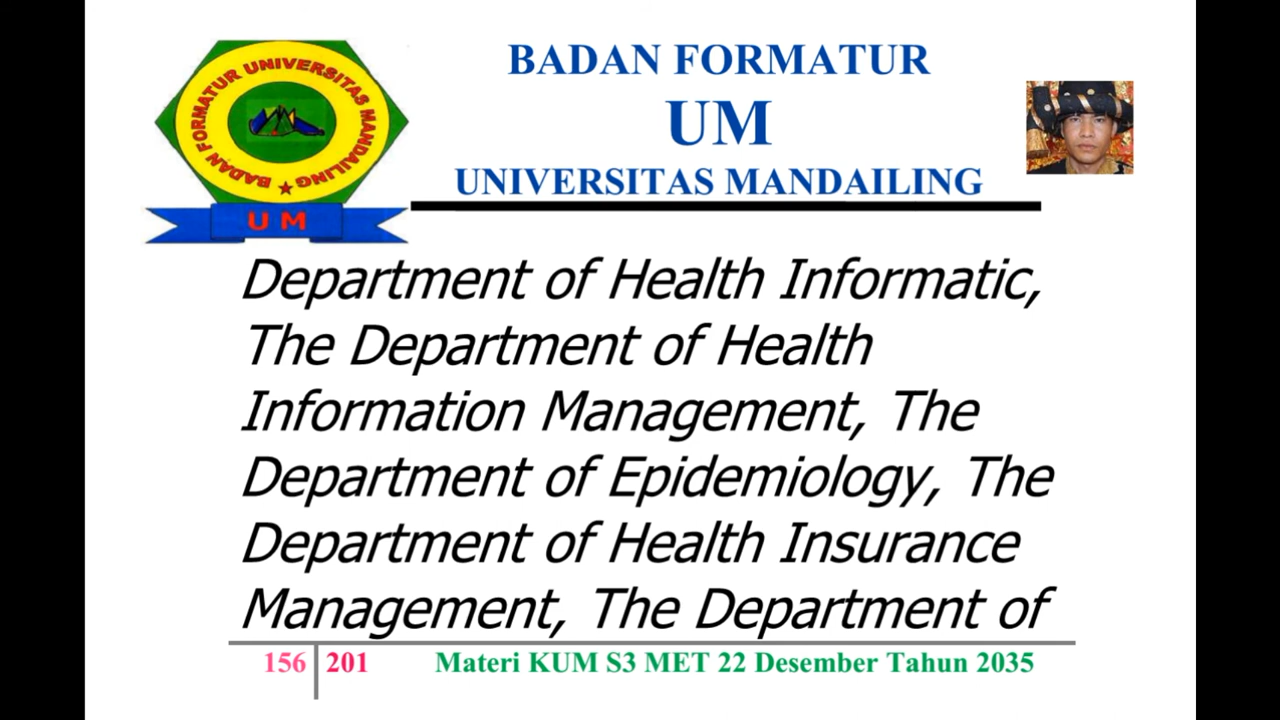 BADAN FORMATUR UNIVERSITAS MANDAILING
U M
BADAN FORMATUR
UM
UNIVERSITAS MANDAILING
Department of Health Informatic,
The Department of Health
Information Management, The
Department of Epidemiology, The
Department of Health Insurance
Management, The Department of
156 201 Materi KUM S3 MET 22 Desember Tahun 2035